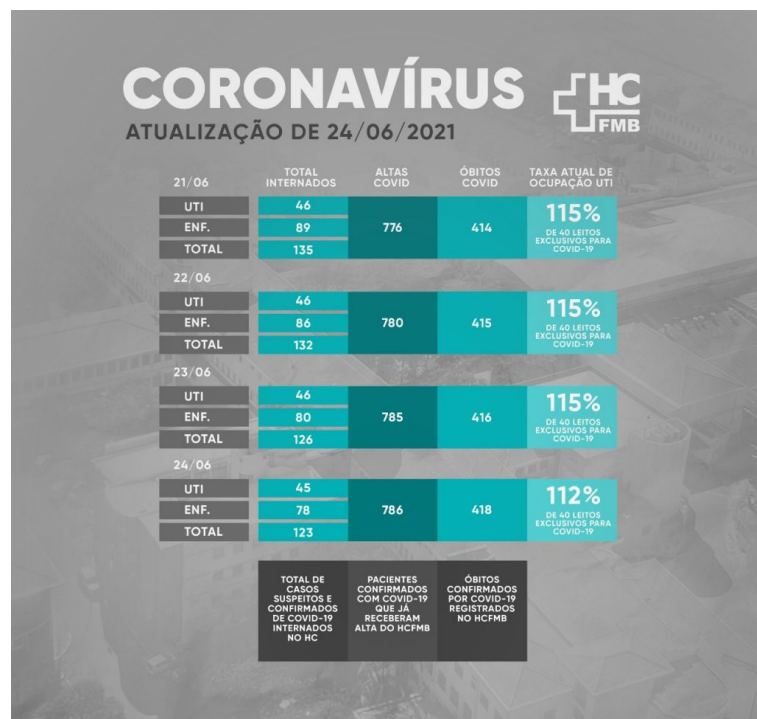 CORONAVÍRUS
HC
FMB
ATUALIZAÇÃO DE 24/06/2021
21/06
TOTAL
INTERNADOS
ALTAS
COVID
ÓBITOS
COVID
TAXA ATUAL DE
OCUPAÇÃO UTI
UTI 46
ENF. 89
TOTAL 135
776
414
115%
DE 40 LEITOS
EXCLUSIVOS PARA
COVID-19
22/06
UTI 46
ENF. 86
TOTAL 132
780
415
115%
DE 40 LEITOS
EXCLUSIVOS PARA
COVID-19
23/06
UTI 46
ENF. 80
TOTAL 126
785
416
115%
DE 40 LEITOS
EXCLUSIVOS PARA
COVID-19
24/06
UTI 45
ENF. 78
TOTAL 123
786
418
112%
DE 40 LEITOS
EXCLUSIVOS PARA
COVID-19
TOTAL DE
CASOS
SUSPEITOS E
CONFIRMADOS
DE COVID-19
INTERNADOS
NO HC
PACIENTES
CONFIRMADOS
COM COVID-19
QUE JÁ
RECEBERAM
ALTA DO HCFMB
ÓBITOS
CONFIRMADOS
POR COVID-19
REGISTRADOS
NO HCFMB